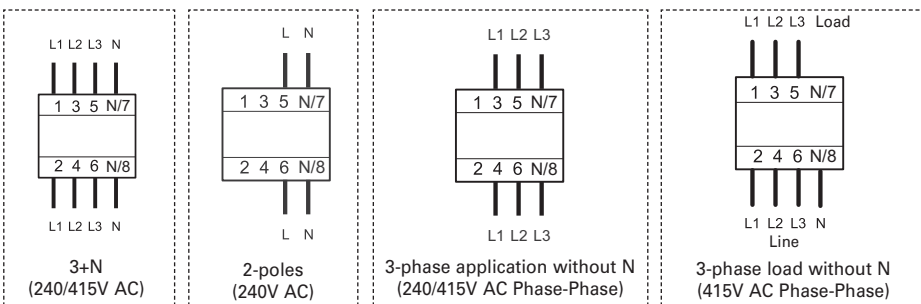 L1 L2 L3 N
1 3 5 N/7
2 4 6 N/8
L1 L2 L3 N
3+N
(240/415V AC)
L N
1 3 5 N/7
2 4 6 N/8
L N
2-poles
(240V AC)
L1 L2 L3
1 3 5 N/7
2 4 6 N/8
L1 L2 L3
3-phase application without N
(240/415V AC Phase-Phase)
L1 L2 L3 Load
1 3 5 N/7
2 4 6 N/8
L1 L2 L3 N
Line
3-phase load without N
(415V AC Phase-Phase)